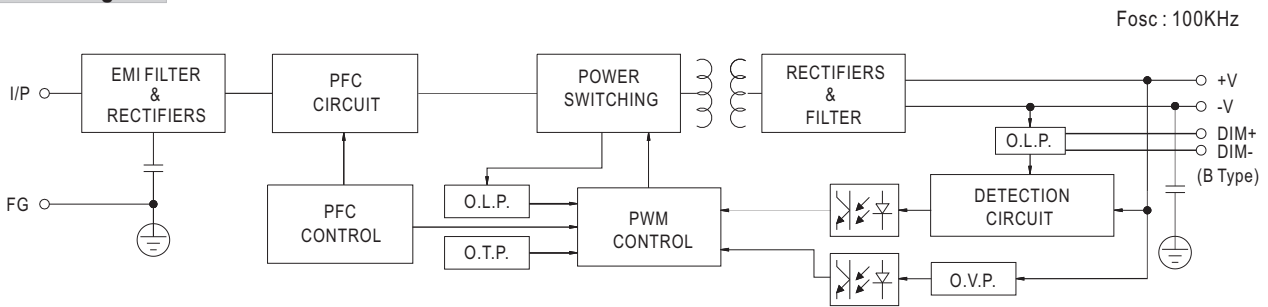 Fosc : 100KHz
I/P
EMI FILTER
&
RECTIFIERS
PFC
CIRCUIT
POWER
SWITCHING
RECTIFIERS
&
FILTER
+V
-V
DIM+
DIM-
(B Type)
O.L.P.
FG
PFC
CONTROL
O.L.P.
O.T.P.
PWM
CONTROL
DETECTION
CIRCUIT
O.V.P.